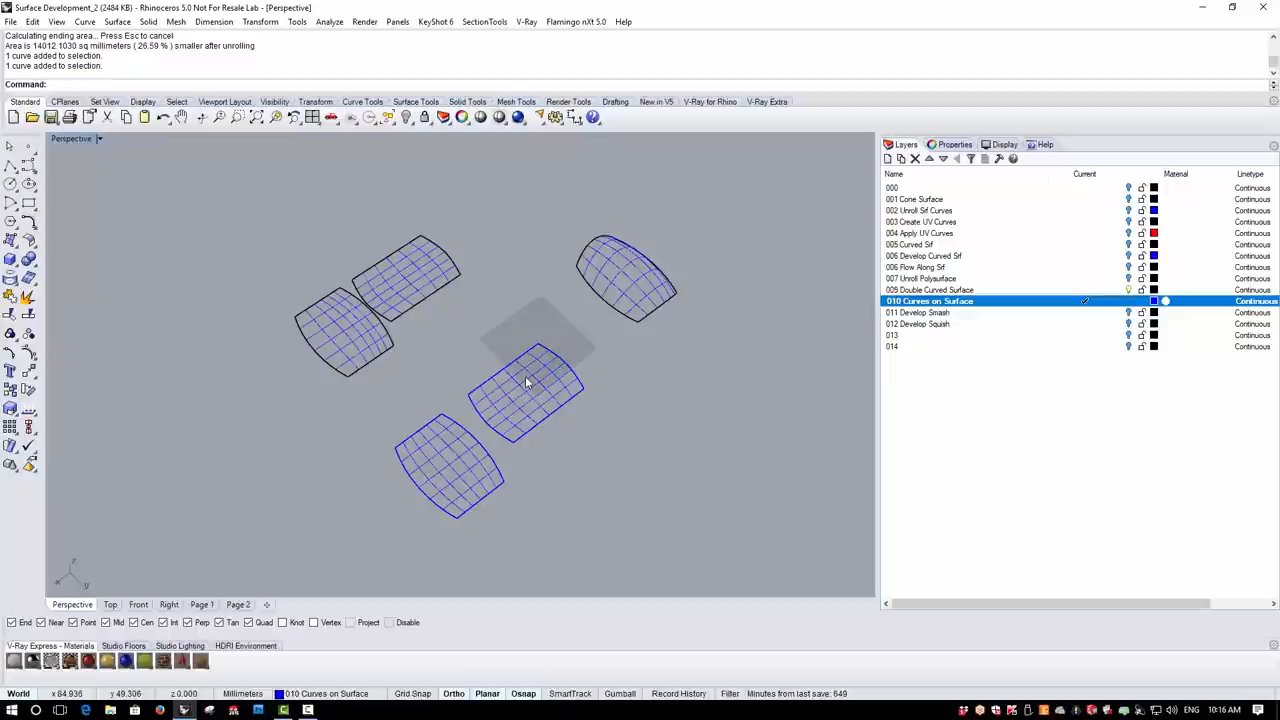 Surface Development_2 (2484 KB) - Rhinoceros 5.0 Not For Resale Lab - [Perspective]
File Edit View Curve Surface Solid Mesh Dimension Transform Tools Analyze Render Panels KeyShot 6 SectionTools V-Ray Flamingo nXt 5.0 Help
Calculating ending area... Press Esc to cancel
Area is 14012.1030 sq millimeters ( 26.59 % ) smaller after unrolling
1 curve added to selection.
1 curve added to selection.
Command:
Standard CPlanes Set View Display Select Viewport Layout Visibility Transform Curve Tools Surface Tools Solid Tools Mesh Tools Render Tools Drafting New in V5 V-Ray for Rhino V-Ray Extra
Perspective
Layers Properties Display Help
Name Current Material Linetype
000 Continuous
001 Cone Surface Continuous
002 Unroll Srf Curves Continuous
003 Create UV Curves Continuous
004 Apply UV Curves Continuous
005 Curved Srf Continuous
006 Develop Curved Srf Continuous
006 Flow Along Srf Continuous
007 Unroll Polysurface Continuous
009 Double Curved Surface Continuous
010 Curves on Surface Continuous
011 Develop Smash Continuous
012 Develop Squish Continuous
013 Continuous
014 Continuous
z
x
y
Perspective Top Front Right Page 1 Page 2
End Near Point Mid Cen Int Perp Tan Quad Knot Vertex Project Disable
V-Ray Express - Materials Studio Floors Studio Lighting HDRI Environment
World x 84.936 y 49.306 z 0.000 Millimeters 010 Curves on Surface Grid Snap Ortho Planar Osnap SmartTrack Gumball Record History Filter Minutes from last save: 649
ENG 10:16 AM